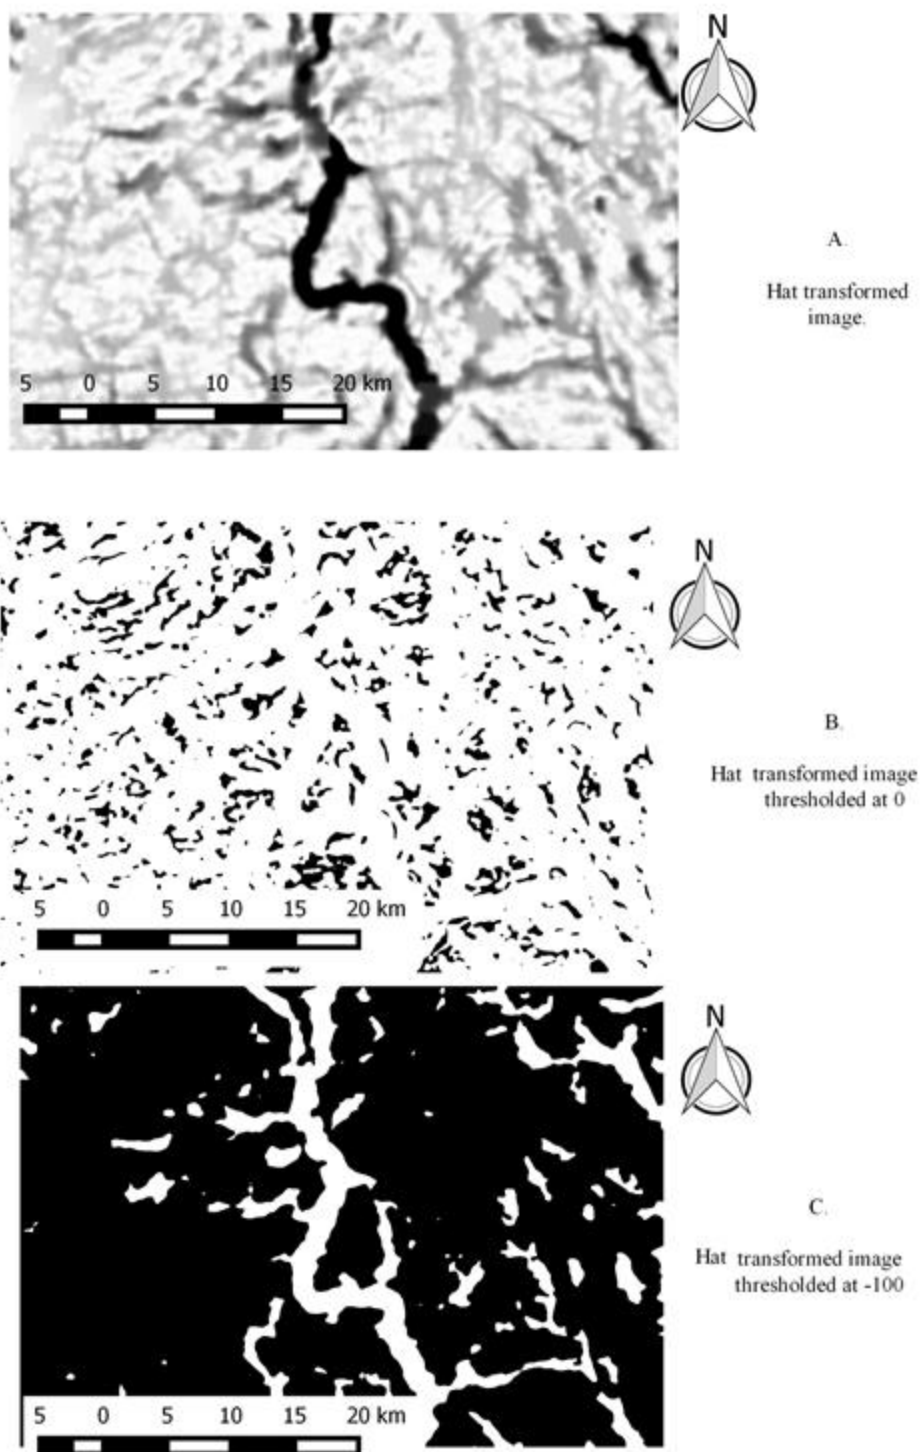 N
A.
Hat transformed
image.
5 0 5 10 15 20 km
N
B.
Hat transformed image
thresholded at 0
5 0 5 10 15 20 km
N
C.
Hat transformed image
thresholded at -100
5 0 5 10 15 20 km